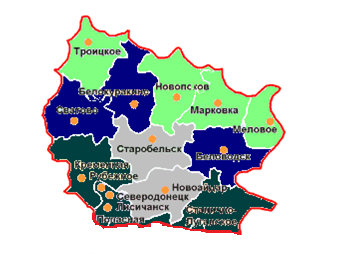 Троицкое
Белокуракино
Новопсков
Марковка
Сватово
Меловое
Старобельск
Беловодск
Кременная
Рубежное
Новоайдар
Северодонецк
Лисичанск
Станично-
Луганское
Попасная